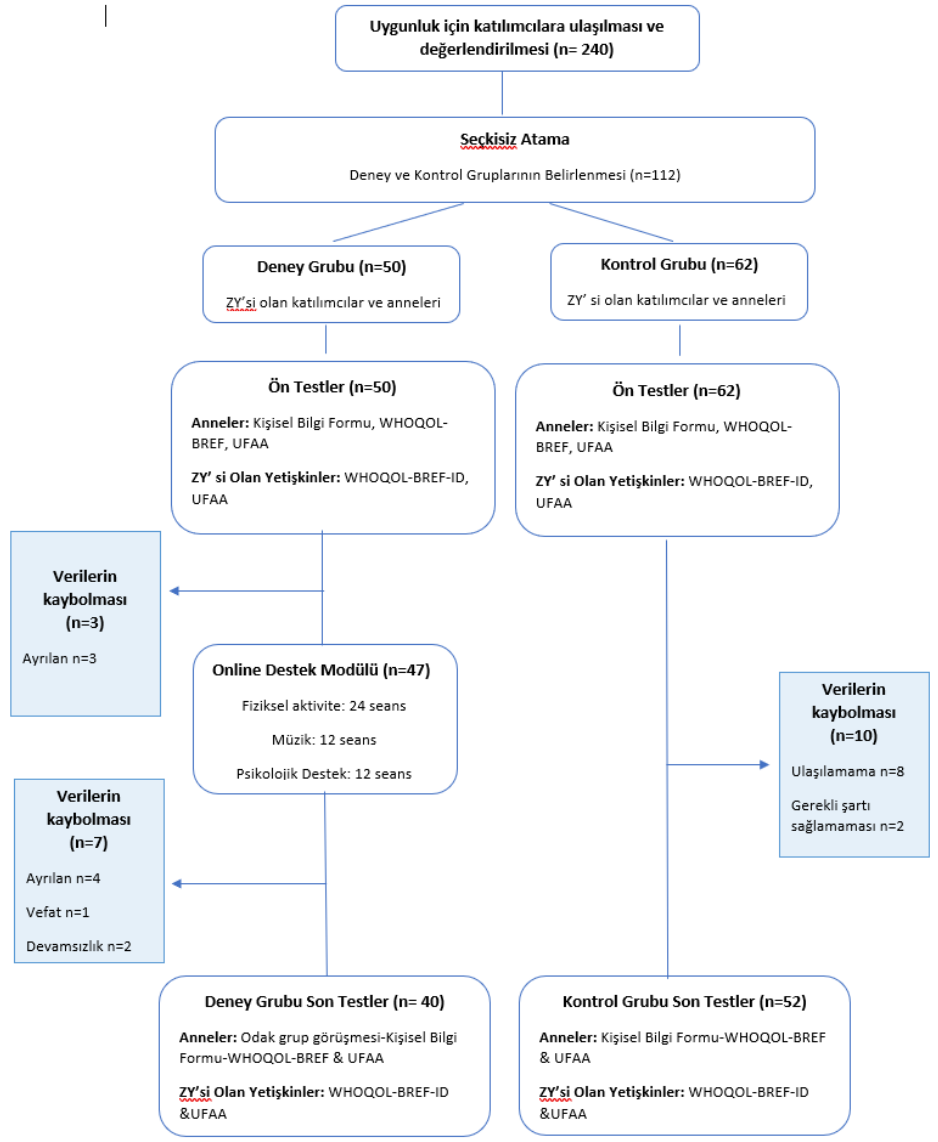 Uygunluk için katılımcılara ulaşılması ve
değerlendirilmesi (n= 240)
Seçkisiz Atama
Deney ve Kontrol Gruplarının Belirlenmesi (n=112)
Deney Grubu (n=50)
ZY'si olan katılımcılar ve anneleri
Kontrol Grubu (n=62)
ZY' si olan katılımcılar ve anneleri
Ön Testler (n=50)
Anneler: Kişisel Bilgi Formu, WHOQOL-
BREF, UFAA
ZY' si Olan Yetişkinler: WHOQOL-BREF-ID,
UFAA
Ön Testler (n=62)
Anneler: Kişisel Bilgi Formu, WHOQOL-
BREF, UFAA
ZY' si Olan Yetişkinler: WHOQOL-BREF-ID,
UFAA
Verilerin
kaybolması
(n=3)
Ayrılan n=3
Online Destek Modülü (n=47)
Fiziksel aktivite: 24 seans
Müzik: 12 seans
Psikolojik Destek: 12 seans
Verilerin
kaybolması
(n=10)
Ulaşılamama n=8
Gerekli şartı
sağlamaması n=2
Verilerin
kaybolması
(n=7)
Ayrılan n=4
Vefat n=1
Devamsızlık n=2
Deney Grubu Son Testler (n= 40)
Anneler: Odak grup görüşmesi-Kişisel Bilgi
Formu-WHOQOL-BREF & UFAA
ZY'si Olan Yetişkinler: WHOQOL-BREF-ID
&UFAA
Kontrol Grubu Son Testler (n=52)
Anneler: Kişisel Bilgi Formu-WHOQOL-BREF
& UFAA
ZY'si Olan Yetişkinler: WHOQOL-BREF-ID
&UFAA